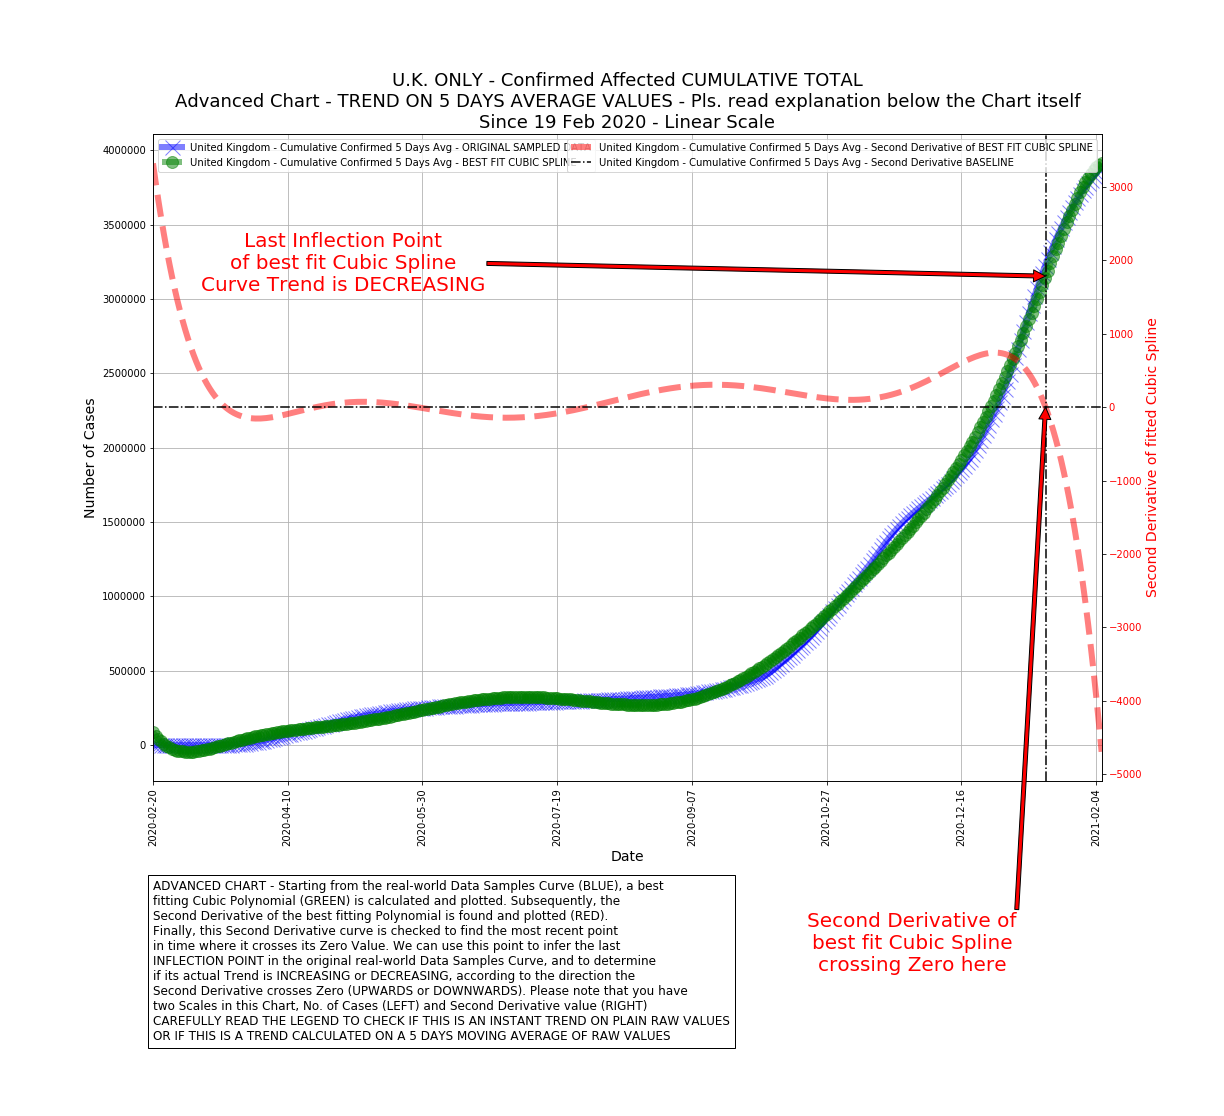 U.K. ONLY - Confirmed Affected CUMULATIVE TOTAL
Advanced Chart - TREND ON 5 DAYS AVERAGE VALUES - Pls. read explanation below the Chart itself
Since 19 Feb 2020 - Linear Scale
United Kingdom - Cumulative Confirmed 5 Days Avg - ORIGINAL SAMPLED
United Kingdom - Cumulative Confirmed 5 Days Avg - BEST FIT CUBIC
United Kingdom - Cumulative Confirmed 5 Days Avg - Second Derivative of BEST FIT CUBIC SPLINE
United Kingdom - Cumulative Confirmed 5 Days Avg - Second Derivative BASELINE
Last Inflection Point
of best fit Cubic Spline
Curve Trend is DECREASING
Number of Cases
4000000
3500000
3000000
2500000
2000000
1500000
1000000
500000
0
3000
2000
1000
0
−1000
−2000
−3000
−4000
−5000
Second Derivative of fitted Cubic Spline
2020-02-20
2020-04-10
2020-05-30
2020-07-19
2020-09-07
2020-10-27
2020-12-16
2021-02-04
Date
ADVANCED CHART - Starting from the real-world Data Samples Curve (BLUE), a best
fitting Cubic Polynomial (GREEN) is calculated and plotted. Subsequently, the
Second Derivative of the best fitting Polynomial is found and plotted (RED).
Finally, this Second Derivative curve is checked to find the most recent point
in time where it crosses its Zero Value. We can use this point to infer the last
INFLECTION POINT in the original real-world Data Samples Curve, and to determine
if its actual Trend is INCREASING or DECREASING, according to the direction the
Second Derivative crosses Zero (UPWARDS or DOWNWARDS). Please note that you have
two Scales in this Chart, No. of Cases (LEFT) and Second Derivative value (RIGHT)
CAREFULLY READ THE LEGEND TO CHECK IF THIS IS AN INSTANT TREND ON PLAIN RAW VALUES
OR IF THIS IS A TREND CALCULATED ON A 5 DAYS MOVING AVERAGE OF RAW VALUES
Second Derivative of
best fit Cubic Spline
crossing Zero here